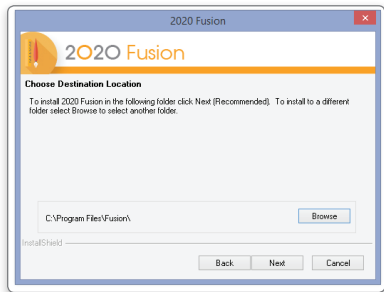 2020 Fusion
2020 Fusion
Choose Destination Location
To install 2020 Fusion in the following folder click Next (Recommended). To install to a different
folder select Browse to select another folder.
C:\Program Files\Fusion\
Browse
InstallShield
Back
Next
Cancel